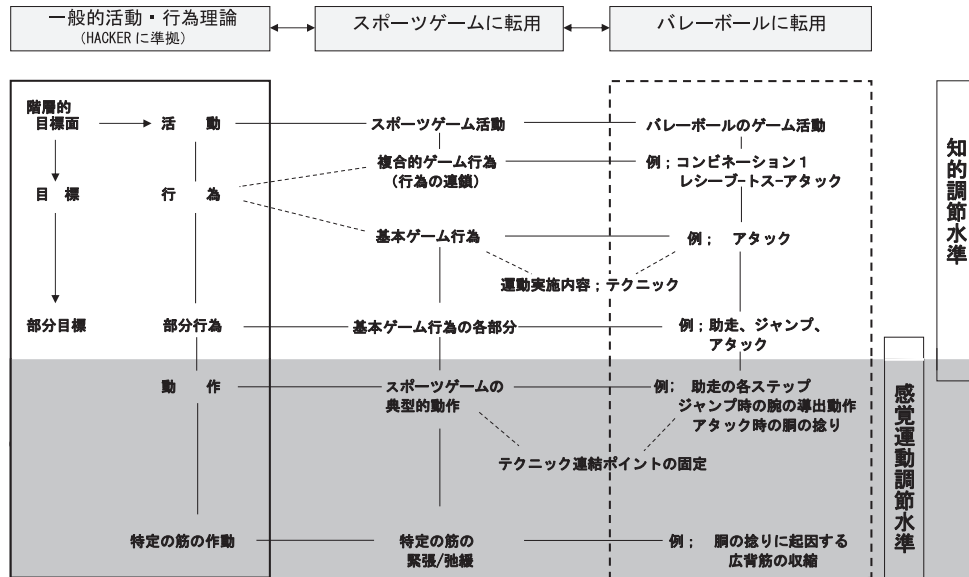 一般的活動・行為理論
(HACKERに準拠)
スポーツゲームに転用
バレーボールに転用
階層的
目標面
活　動
スポーツゲーム活動
バレーボールのゲーム活動
複合的ゲーム行為
(行為の連鎖)
例；コンビネーション1
レシーブ-トス-アタック
目　標
行　為
基本ゲーム行為
例；　アタック
運動実施内容；テクニック
部分目標
部分行為
基本ゲーム行為の各部分
例；助走、ジャンプ、
アタック
動　作
スポーツゲームの
典型的動作
例;　助走の各ステップ
ジャンプ時の腕の導出動作
アタック時の胴の捻り
テクニック連結ポイントの固定
特定の筋の作動
特定の筋の
緊張/弛緩
例；　胴の捻りに起因する
広背筋の収縮
知的調節水準
感覚運動調節水準